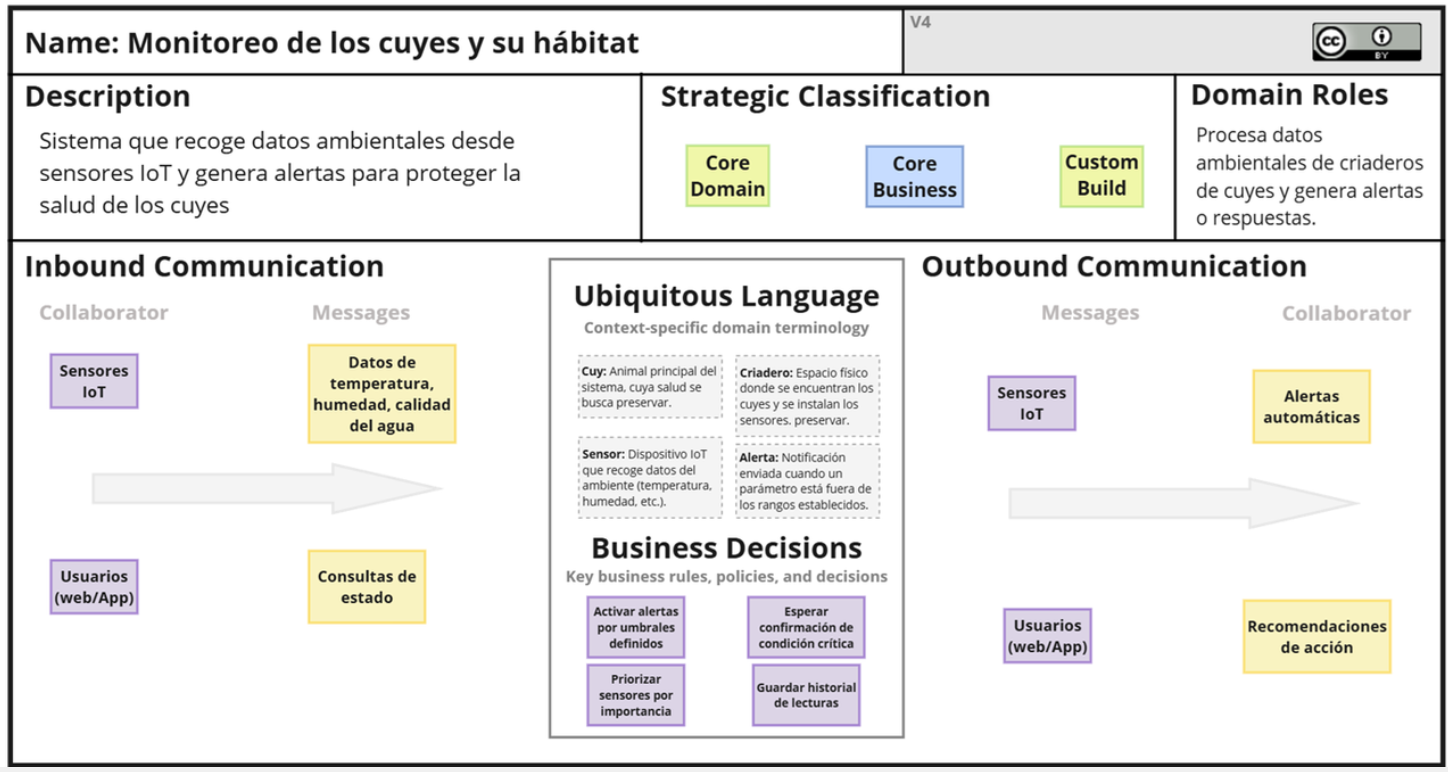 Name: Monitoreo de los cuyes y su hábitat
V4
cc
BY
Description
Sistema que recoge datos ambientales desde
sensores IoT y genera alertas para proteger la
salud de los cuyes
Strategic Classification
Core
Domain
Core
Business
Custom
Build
Domain Roles
Procesa datos
ambientales de criaderos
de cuyes y genera alertas
o respuestas.
Inbound Communication
Collaborator
Messages
Sensores
IoT
Datos de
temperatura,
humedad, calidad
del agua
Usuarios
(web/App)
Consultas de
estado
Ubiquitous Language
Context-specific domain terminology
Cuy: Animal principal del
sistema, cuya salud se
busca preservar.
Criadero: Espacio físico
donde se encuentran los
cuyes y se instalan los
sensores. preservar.
Sensor: Dispositivo IoT
que recoge datos del
ambiente (temperatura,
humedad, etc.).
Alerta: Notificación
enviada cuando un
parámetro está fuera de
los rangos establecidos.
Business Decisions
Key business rules, policies, and decisions
Activar alertas
por umbrales
definidos
Esperar
confirmación de
condición crítica
Priorizar
sensores por
importancia
Guardar historial
de lecturas
Outbound Communication
Messages
Collaborator
Sensores
IoT
Alertas
automáticas
Usuarios
(web/App)
Recomendaciones
de acción